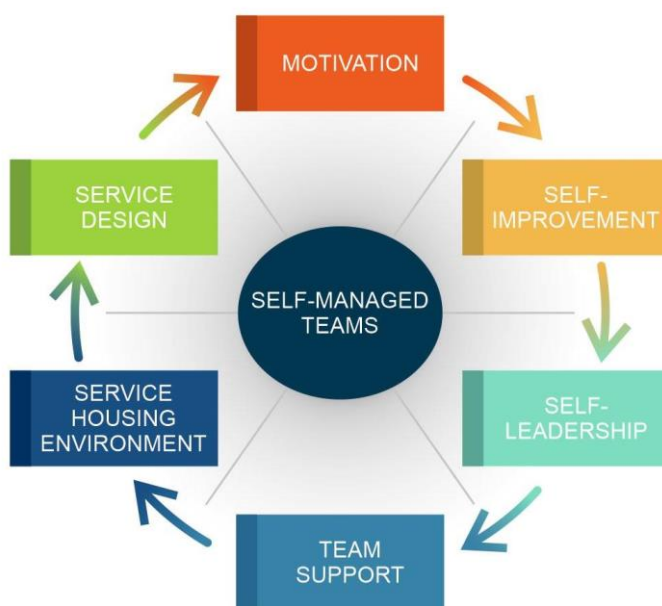 MOTIVATION
SELF-
IMPROVEMENT
SELF-
LEADERSHIP
TEAM
SUPPORT
SERVICE
HOUSING
ENVIRONMENT
SERVICE
DESIGN
SELF-MANAGED
TEAMS